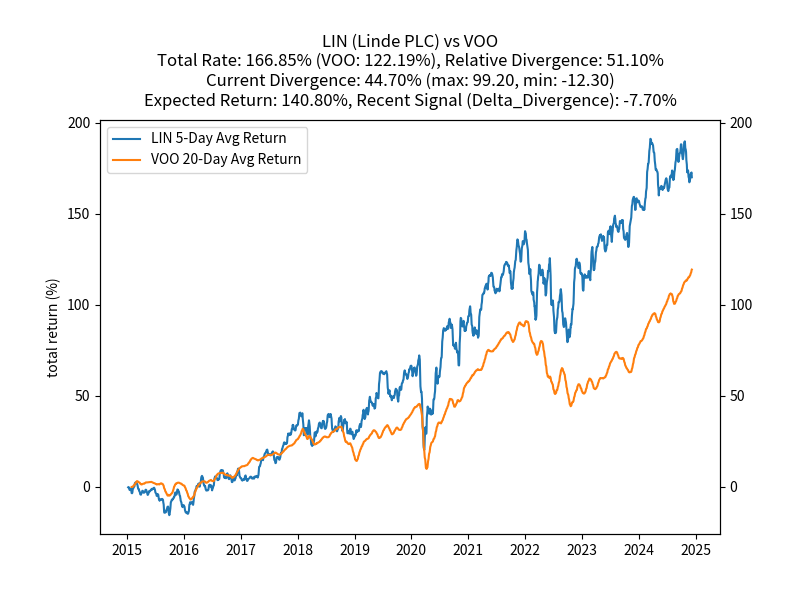 LIN (Linde PLC) vs VOO
Total Rate: 166.85% (VOO: 122.19%), Relative Divergence: 51.10%
Current Divergence: 44.70% (max: 99.20, min: -12.30)
Expected Return: 140.80%, Recent Signal (Delta_Divergence): -7.70%
LIN 5-Day Avg Return
VOO 20-Day Avg Return
total return (%)
200
150
100
50
0
200
150
100
50
0
2015 2016 2017 2018 2019 2020 2021 2022 2023 2024 2025